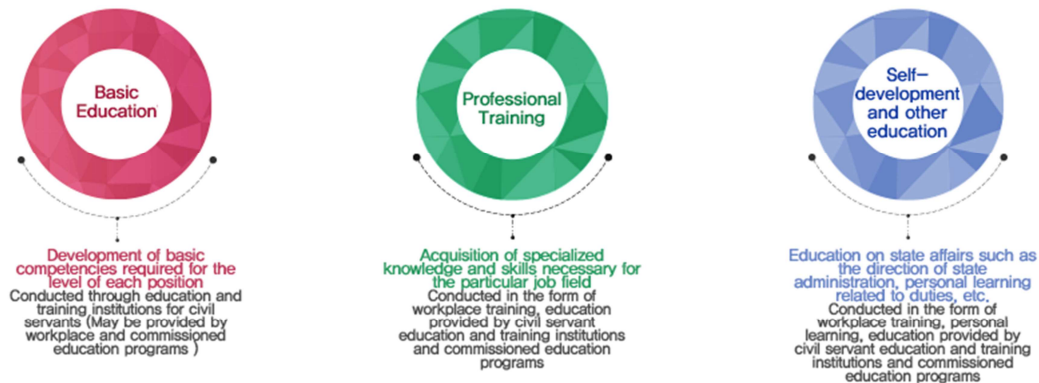 Basic
Education
Development of basic
competencies required for the
level of each position
Conducted through education and
training institutions for civil
servants (May be provided by
workplace and commissioned
education programs )
Professional
Training
Acquisition of specialized
knowledge and skills necessary for
the particular job field
Conducted in the form of
workplace training, education
provided by civil servant
education and training institutions
and commissioned education
programs
Self-
development
and other
education
Education on state affairs such as
the direction of state
administration, personal learning
related to duties, etc.
Conducted in the form of
workplace training, personal
learning, education provided by
civil servant education and training
institutions and commissioned
education programs